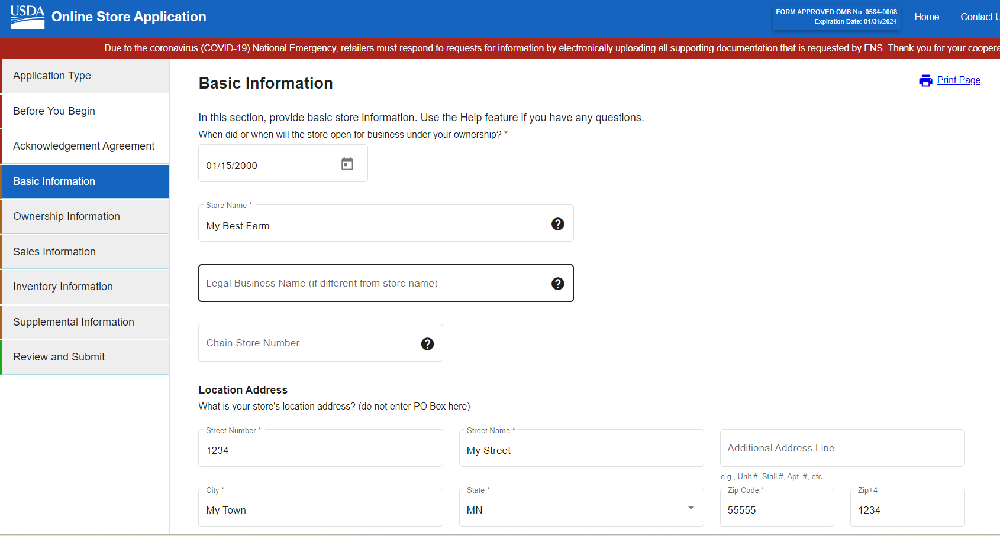 USDA
Online Store Application
FORM APPROVED OMB No. 0584-0008
Expiration Date: 01/31/2024
Home
Contact U
Due to the coronavirus (COVID-19) National Emergency, retailers must respond to requests for information by electronically uploading all supporting documentation that is requested by FNS. Thank you for your coopera
Application Type
Before You Begin
Acknowledgement Agreement
Basic Information
Ownership Information
Sales Information
Inventory Information
Supplemental Information
Review and Submit
Basic Information
Print Page
In this section, provide basic store information. Use the Help feature if you have any questions.
When did or when will the store open for business under your ownership? *
01/15/2000
Store Name *
My Best Farm
?
Legal Business Name (if different from store name)
?
Chain Store Number
?
Location Address
What is your store's location address? (do not enter PO Box here)
Street Number *
1234
Street Name *
My Street
Additional Address Line
e.g., Unit #, Stall #, Apt. #, etc.
City *
My Town
State *
MN
Zip Code *
55555
Zip+4
1234